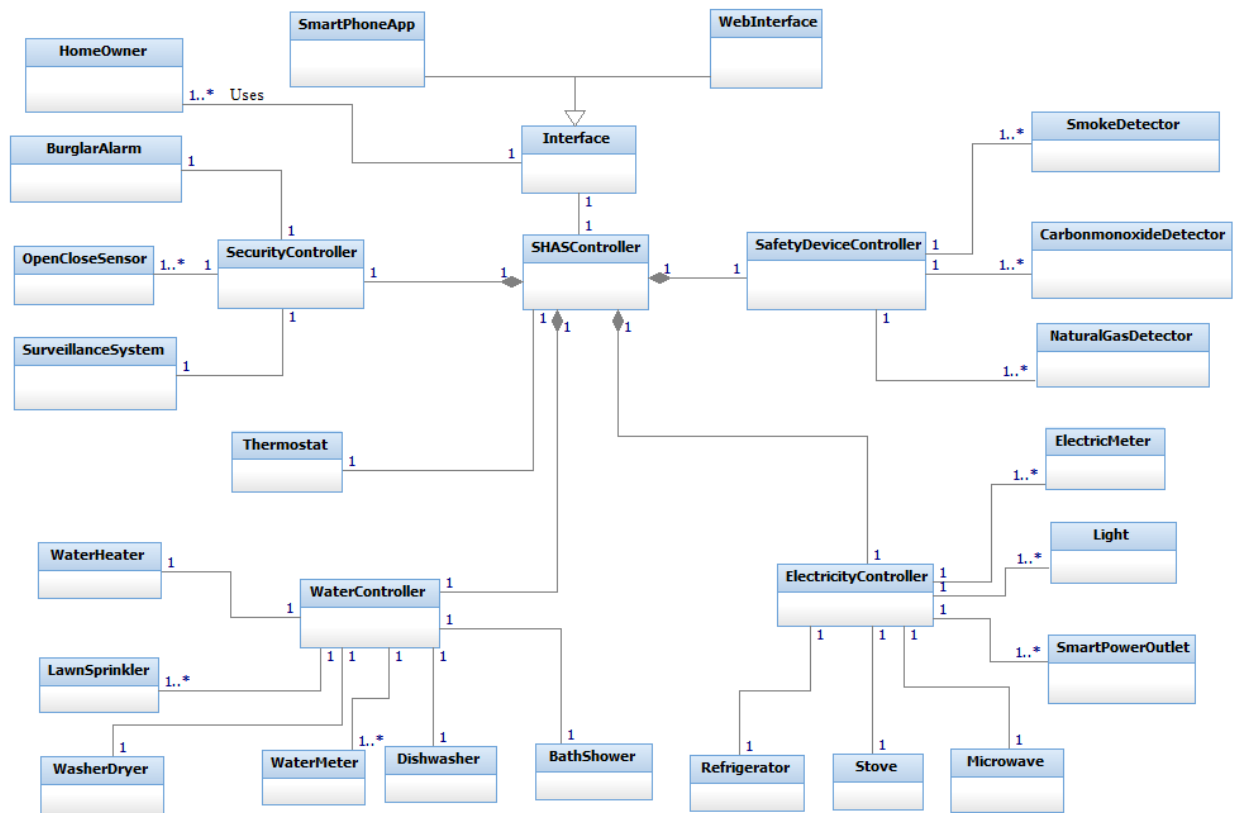 SmartPhoneApp
WebInterface
HomeOwner
1..* Uses
Interface
1
1
SmokeDetector
1..*
BurglarAlarm
1
1
1
SHASController
SafetyDeviceController
1
CarbonmonoxideDetector
1
1..*
OpenCloseSensor
1..*
1
SecurityController
1
1
1
1
1
1
1
1
1
NaturalGasDetector
1..*
SurveillanceSystem
1
Thermostat
1
ElectricMeter
1..*
Light
1..*
WaterHeater
1
1
WaterController
1
1
1
ElectricityController
1
1
1
1
1
1
LawnSprinkler
1..*
1
1
1
1
SmartPowerOutlet
1..*
WasherDryer
1
WaterMeter
1..*
Dishwasher
1
BathShower
1
Refrigerator
1
Stove
1
Microwave
1